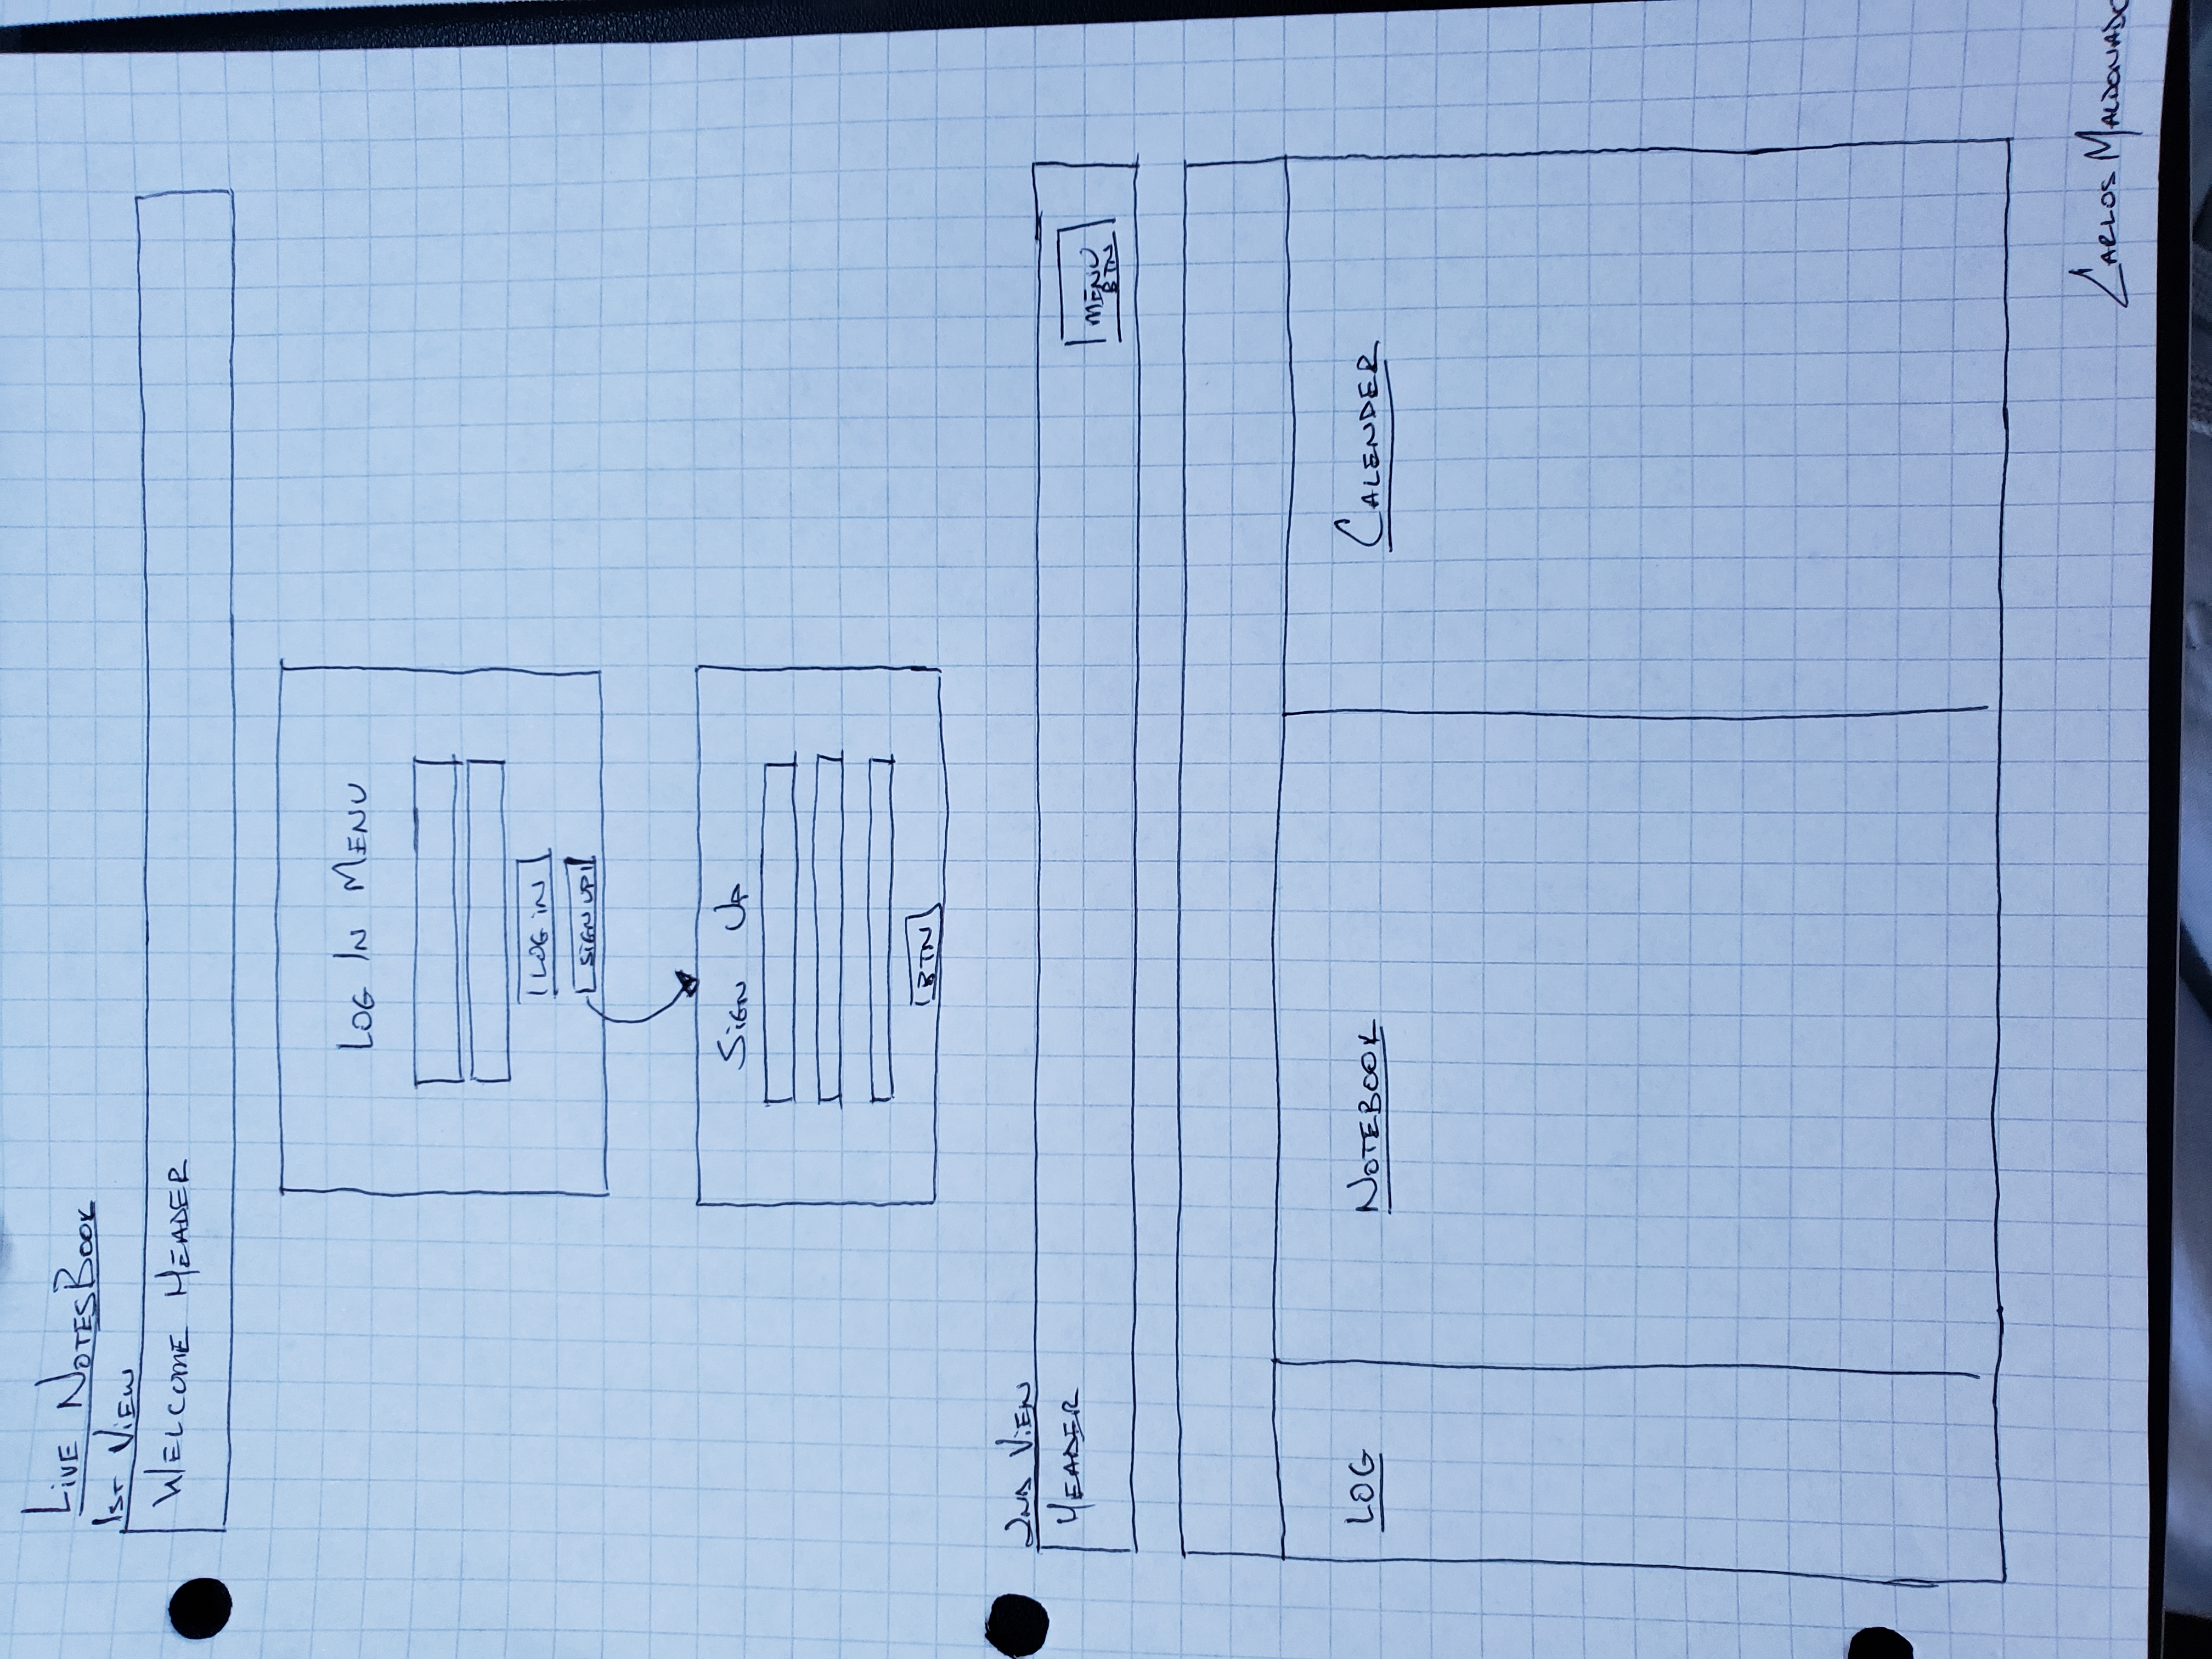 Live NotesBook
1st View
Welcome Header
Log In Menu
Log in
Sign up
Sign Up
BTN
2nd View
Header
Menu
BTN
Log
Notebook
Calender
Carlos Maldonado